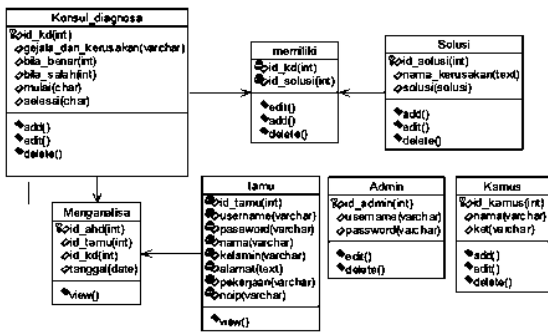 Konsul_diagnosa
id_kd(int)
gejala_dan_kerusakan(varchar)
bila_benar(int)
bila_salah(int)
mulai(char)
selesai(char)
add()
edit()
delete()
memiliki
id_kd(int)
id_solusi(int)
edit()
add()
delete()
Solusi
id_solusi(int)
nama_kerusakan(text)
solusi(solusi)
add()
edit()
delete()
Menganalisa
id_ahd(int)
id_tamu(int)
id_kd(int)
tanggal(date)
view()
tamu
id_tamu(int)
username(varchar)
password(varchar)
nama(varchar)
kelamin(varchar)
alamat(text)
pekerjaan(varchar)
noip(varchar)
view()
Admin
id_admin(int)
username(varchar)
password(varchar)
edit()
delete()
Kamus
id_kamus(int)
nama(varchar)
ket(varchar)
add()
edit()
delete()